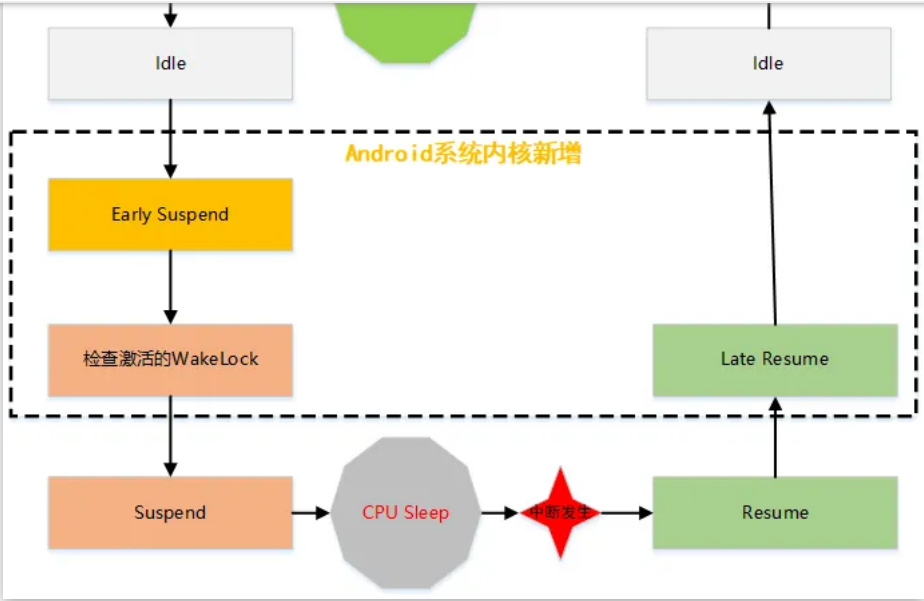 Idle
Idle
Android系统内核新增
Early Suspend
检查激活的WakeLock
Late Resume
Suspend
CPU Sleep
中断发生
Resume